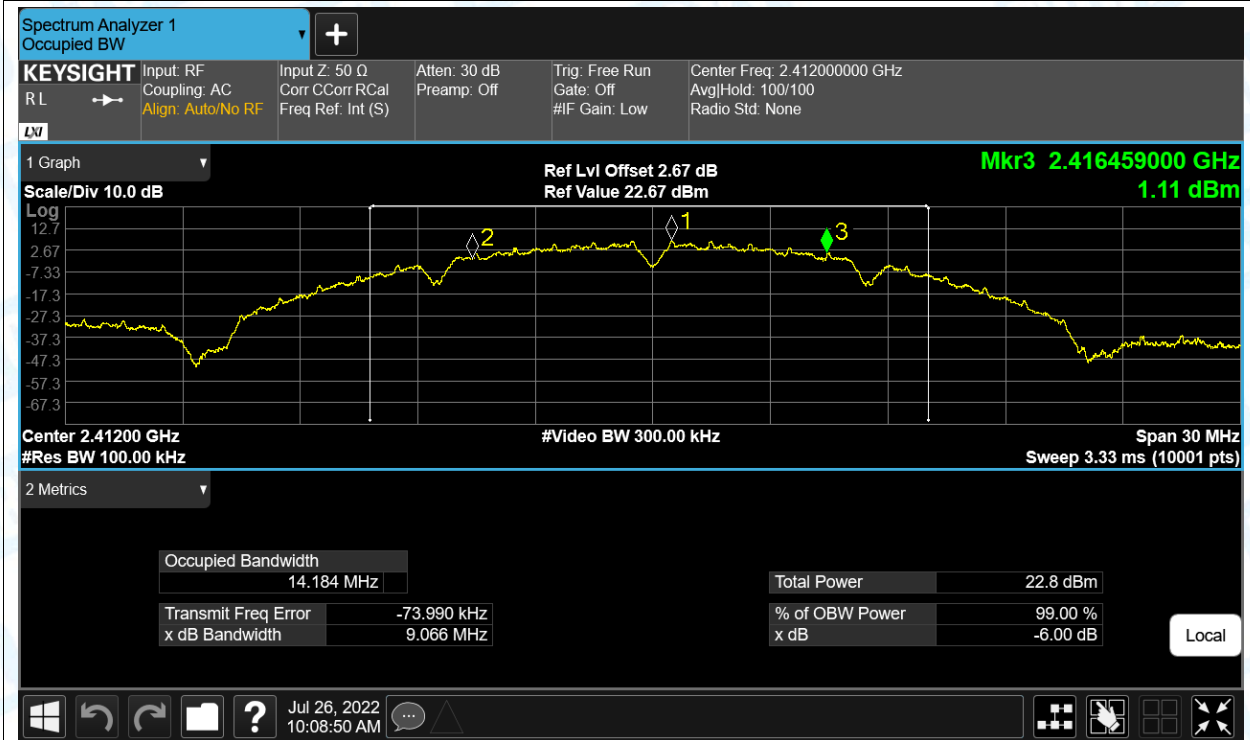 Spectrum Analyzer 1
Occupied BW
KEYSIGHT
R L
LXI
Input: RF
Coupling: AC
Align: Auto/No RF
Input Z: 50 Ω
Corr CCorr RCal
Freq Ref: Int (S)
Atten: 30 dB
Preamp: Off
Trig: Free Run
Gate: Off
#IF Gain: Low
Center Freq: 2.412000000 GHz
Avg|Hold: 100/100
Radio Std: None
1 Graph
Scale/Div 10.0 dB
Ref Lvl Offset 2.67 dB
Ref Value 22.67 dBm
Mkr3 2.416459000 GHz
1.11 dBm
Log
12.7
2.67
-7.33
-17.3
-27.3
-37.3
-47.3
-57.3
-67.3
2
1
3
Center 2.41200 GHz
#Res BW 100.00 kHz
#Video BW 300.00 kHz
Span 30 MHz
Sweep 3.33 ms (10001 pts)
2 Metrics
Occupied Bandwidth
14.184 MHz
Transmit Freq Error -73.990 kHz
x dB Bandwidth 9.066 MHz
Total Power 22.8 dBm
% of OBW Power 99.00 %
x dB -6.00 dB
Local
?
Jul 26, 2022
10:08:50 AM